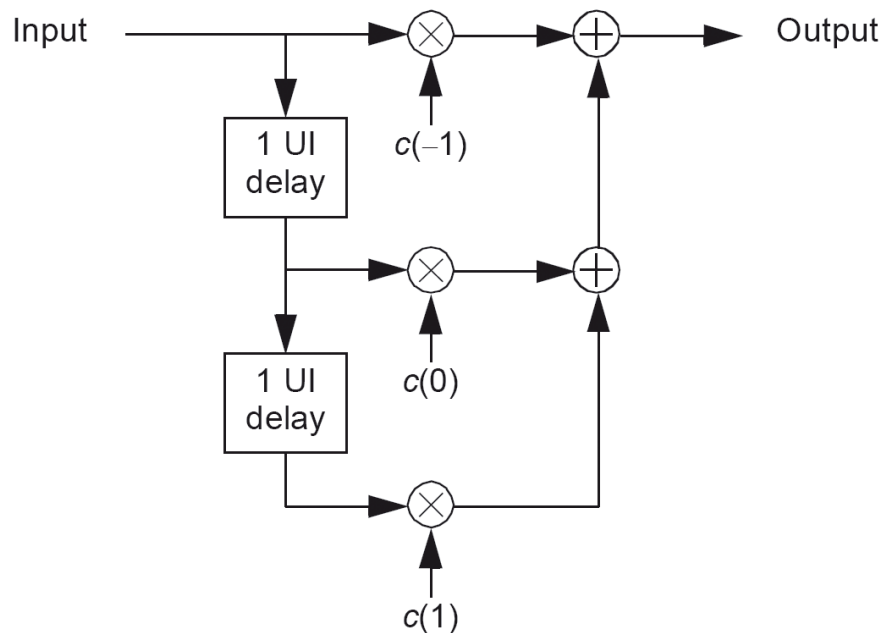 Input
Output
c(−1)
1 UI
delay
c(0)
1 UI
delay
c(1)